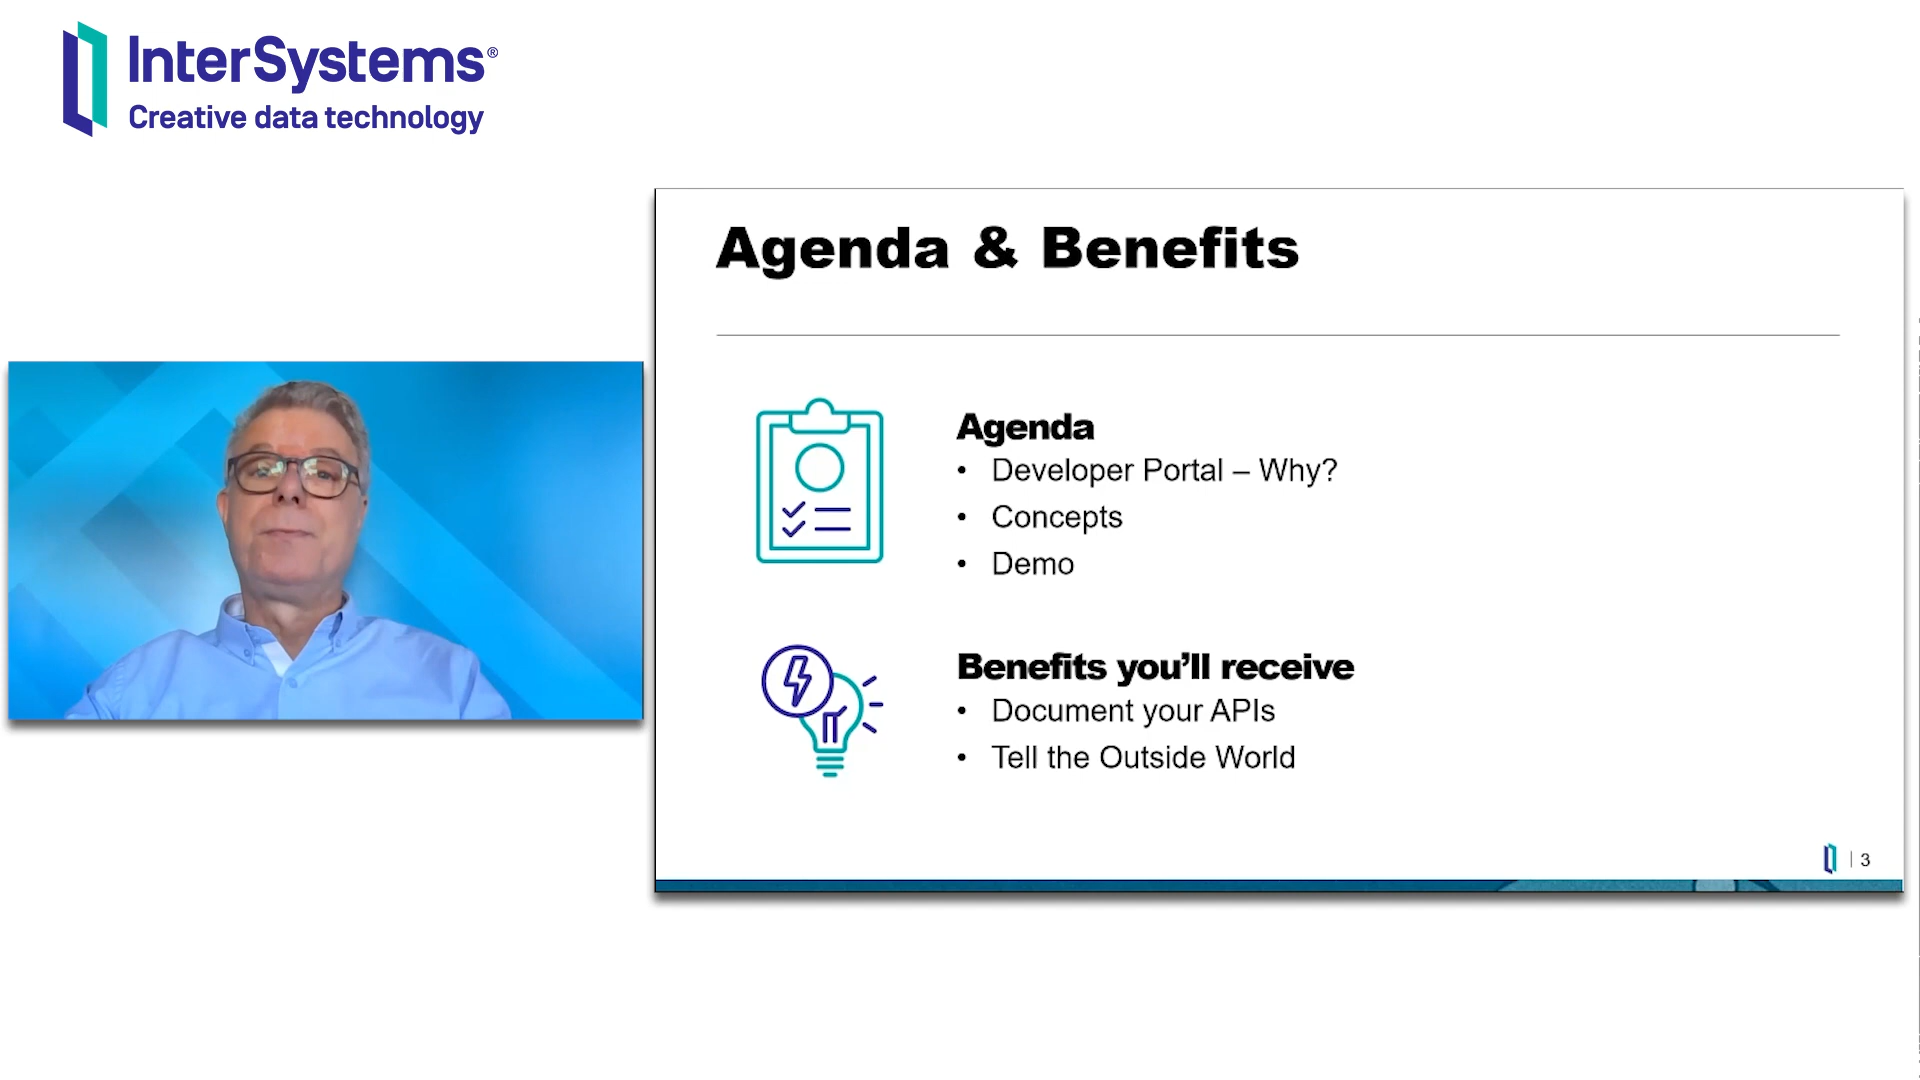 InterSystems®
Creative data technology
Agenda & Benefits
Agenda
• Developer Portal – Why?
• Concepts
• Demo
Benefits you’ll receive
• Document your APIs
• Tell the Outside World
| 3